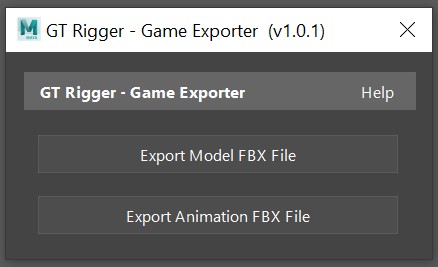 GT Rigger - Game Exporter (v1.0.1)
GT Rigger - Game Exporter Help
Export Model FBX File
Export Animation FBX File